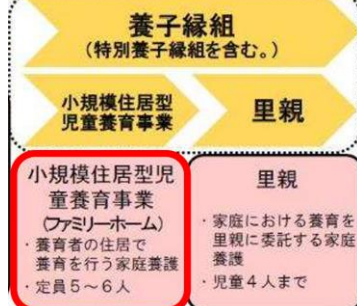 養子縁組
(特別養子縁組を含む。)
小規模住居型
児童養育事業
里親
小規模住居型児
童養育事業
(ファミリーホーム)
・養育者の住居で
養育を行う家庭養護
・定員5~6人
里親
・家庭における養育を
里親に委託する家庭
養護
・児童4人まで